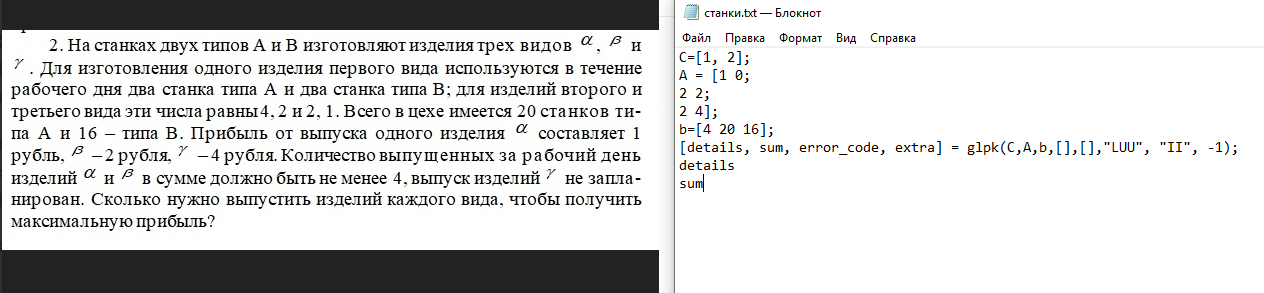 2. На станках двух типов А и В изготовляют изделия трех видов α, β и
γ. Для изготовления одного изделия первого вида используются в течение
рабочего дня два станка типа А и два станка типа В; для изделий второго и
третьего вида эти числа равны 4, 2 и 2, 1. Всего в цехе имеется 20 станков ти-
па А и 16 – типа В. Прибыль от выпуска одного изделия α составляет 1
рубль, β – 2 рубля, γ – 4 рубля. Количество выпущенных за рабочий день
изделий α и β в сумме должно быть не менее 4, выпуск изделий γ не запла-
нирован. Сколько нужно выпустить изделий каждого вида, чтобы получить
максимальную прибыль?
станки.txt — Блокнот
Файл Правка Формат Вид Справка
C=[1, 2];
A = [1 0;
2 2;
2 4];
b=[4 20 16];
[details, sum, error_code, extra] = glpk(C,A,b,[],[],"LUU", "II", -1);
details
sum